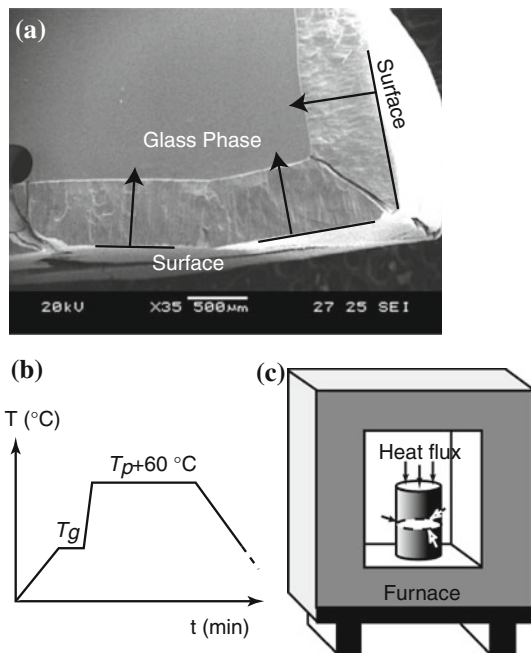 (a)
Surface
Glass Phase
Surface
20kV X35 500μm 27 25 SEI
(b)
T (°C)
Tp+60 °C
Tg
t (min)
(c)
Heat flux
Furnace